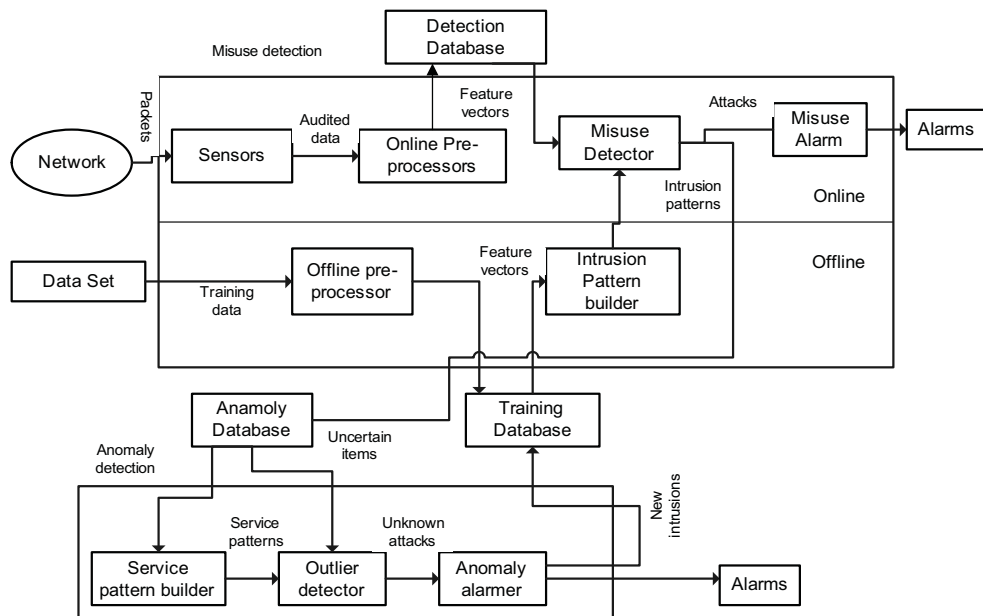 Misuse detection
Detection
Database
Packets
Network
Sensors
Audited
data
Online Pre-
processors
Feature
vectors
Misuse
Detector
Attacks
Misuse
Alarm
Alarms
Intrusion
patterns
Online
Data Set
Training
data
Offline pre-
processor
Feature
vectors
Intrusion
Pattern
builder
Offline
Anamoly
Database
Uncertain
items
Training
Database
Anomaly
detection
Service
pattern builder
Service
patterns
Outlier
detector
Unknown
attacks
Anomaly
alarmer
New
intrusions
Alarms